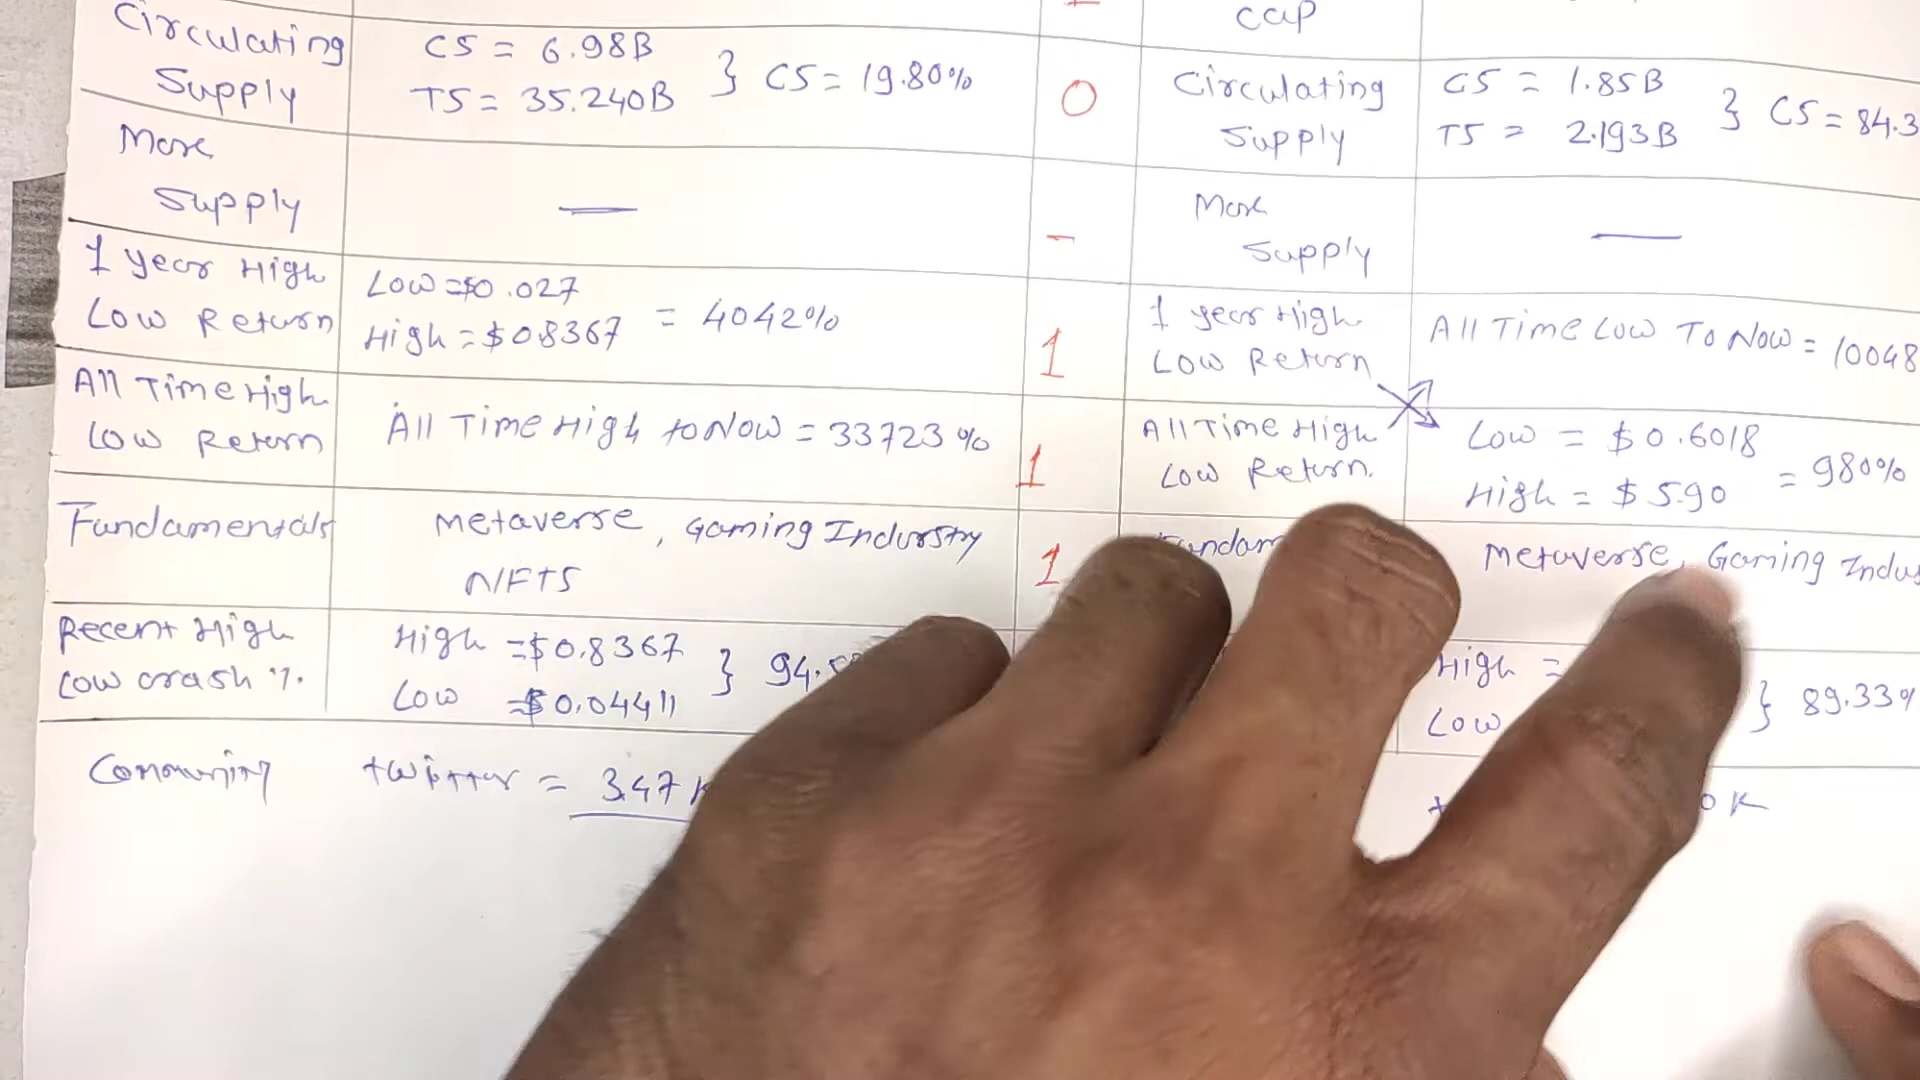 cap
Circulating
Supply
CS = 6.98B
TS = 35.240B
} CS = 19.80%
0
Circulating
Supply
CS = 1.85B
TS = 2.193B
} CS = 84.3
More
Supply
—
-
More
Supply
—
1 year High
Low Return
Low = $0.027
High = $0.8367
= 4042%
1
1 year High
Low Return
All Time Low To Now = 10048
All Time High
Low Return
All Time High to Now = 33723%
1
All Time High
Low Return.
Low = $0.6018
High = $5.90
= 980%
Fundamentals
Metaverse, Gaming Industry
NFTS
1
Metaverse, Gaming Indus
Recent High
Low crash %.
High = $0.8367
Low = $0.04411
} 94.
High =
Low
} 89.33%
twitter = 347K